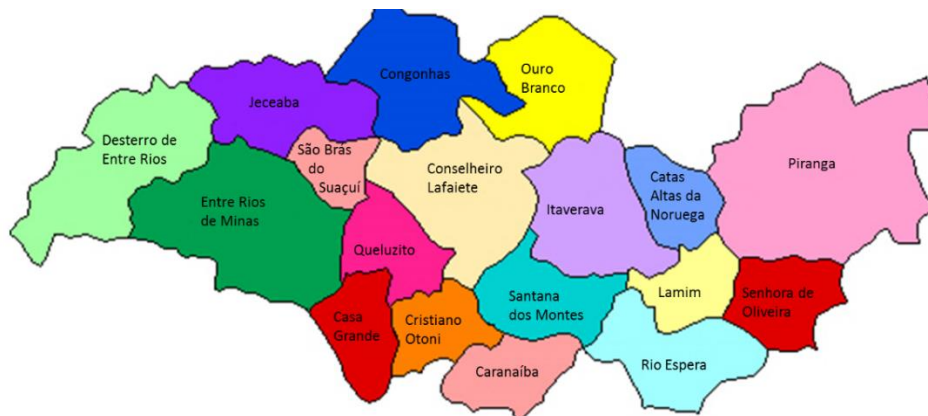 Congonhas
Ouro
Branco
Jeceaba
Desterro de
Entre Rios
São Brás
do
Suaçuí
Conselheiro
Lafaiete
Catas
Altas da
Noruega
Piranga
Entre Rios
de Minas
Itaverava
Queluzito
Santana
dos Montes
Lamim
Senhora de
Oliveira
Casa
Grande
Cristiano
Otoni
Caranaíba
Rio Espera